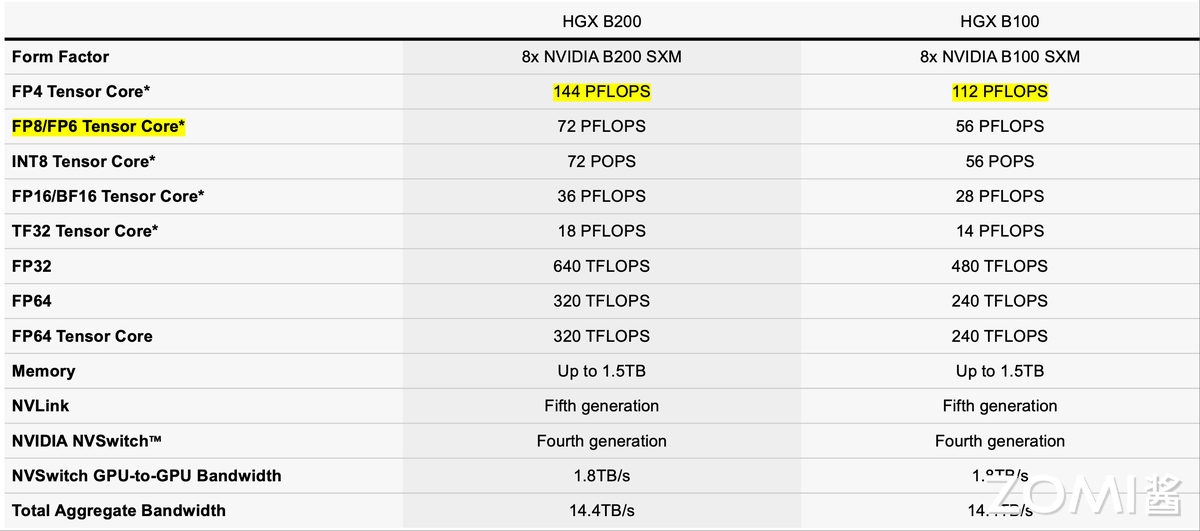 HGX B200 HGX B100
Form Factor 8x NVIDIA B200 SXM 8x NVIDIA B100 SXM
FP4 Tensor Core* 144 PFLOPS 112 PFLOPS
FP8/FP6 Tensor Core* 72 PFLOPS 56 PFLOPS
INT8 Tensor Core* 72 POPS 56 POPS
FP16/BF16 Tensor Core* 36 PFLOPS 28 PFLOPS
TF32 Tensor Core* 18 PFLOPS 14 PFLOPS
FP32 640 TFLOPS 480 TFLOPS
FP64 320 TFLOPS 240 TFLOPS
FP64 Tensor Core 320 TFLOPS 240 TFLOPS
Memory Up to 1.5TB Up to 1.5TB
NVLink Fifth generation Fifth generation
NVIDIA NVSwitch™ Fourth generation Fourth generation
NVSwitch GPU-to-GPU Bandwidth 1.8TB/s 1.8TB/s
Total Aggregate Bandwidth 14.4TB/s 14.4TB/s
ZOMI酱